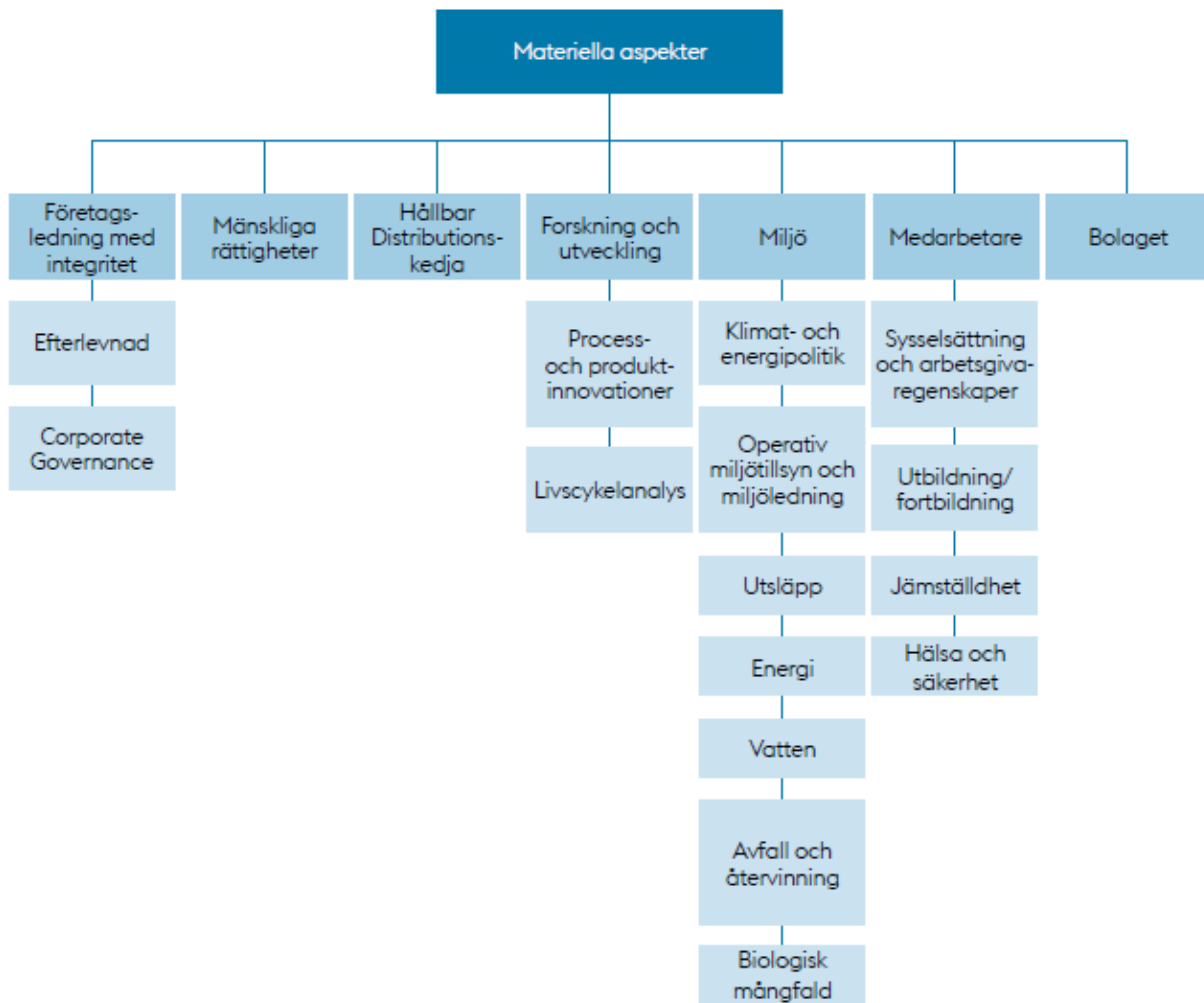 Materiella aspekter
Företags-
ledning med
integritet
Mänskliga
rättigheter
Hållbar
Distributions-
kedja
Forskning och
utveckling
Miljö
Medarbetare
Bolaget
Efterlevnad
Corporate
Governance
Process-
och produkt-
innovationer
Livscykelanalys
Klimat- och
energipolitik
Operativ
miljötillsyn och
miljöledning
Utsläpp
Energi
Vatten
Avfall och
återvinning
Biologisk
mångfald
Sysselsättning
och arbetsgiva-
regenskaper
Utbildning/
fortbildning
Jämställdhet
Hälsa och
säkerhet